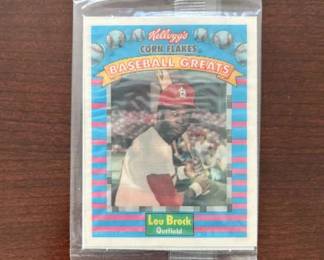 Kellogg's
CORN FLAKES
BASEBALL GREATS
Lou Brock
Outfield